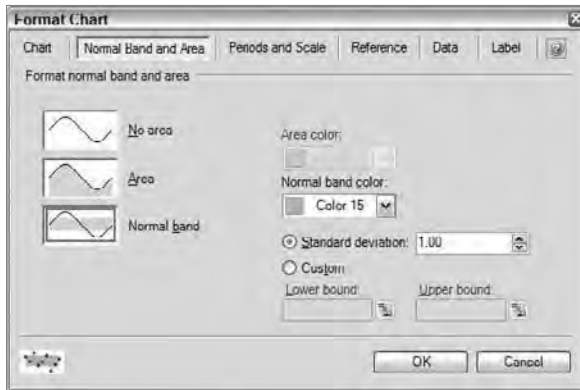 Format Chart
Chart Normal Band and Area Periods and Scale Reference Data Label
Format normal band and area
No area
Area
Normal band
Area color:
Normal band color:
Color 15
Standard deviation: 1.00
Custom
Lower bound: Upper bound:
OK Cancel